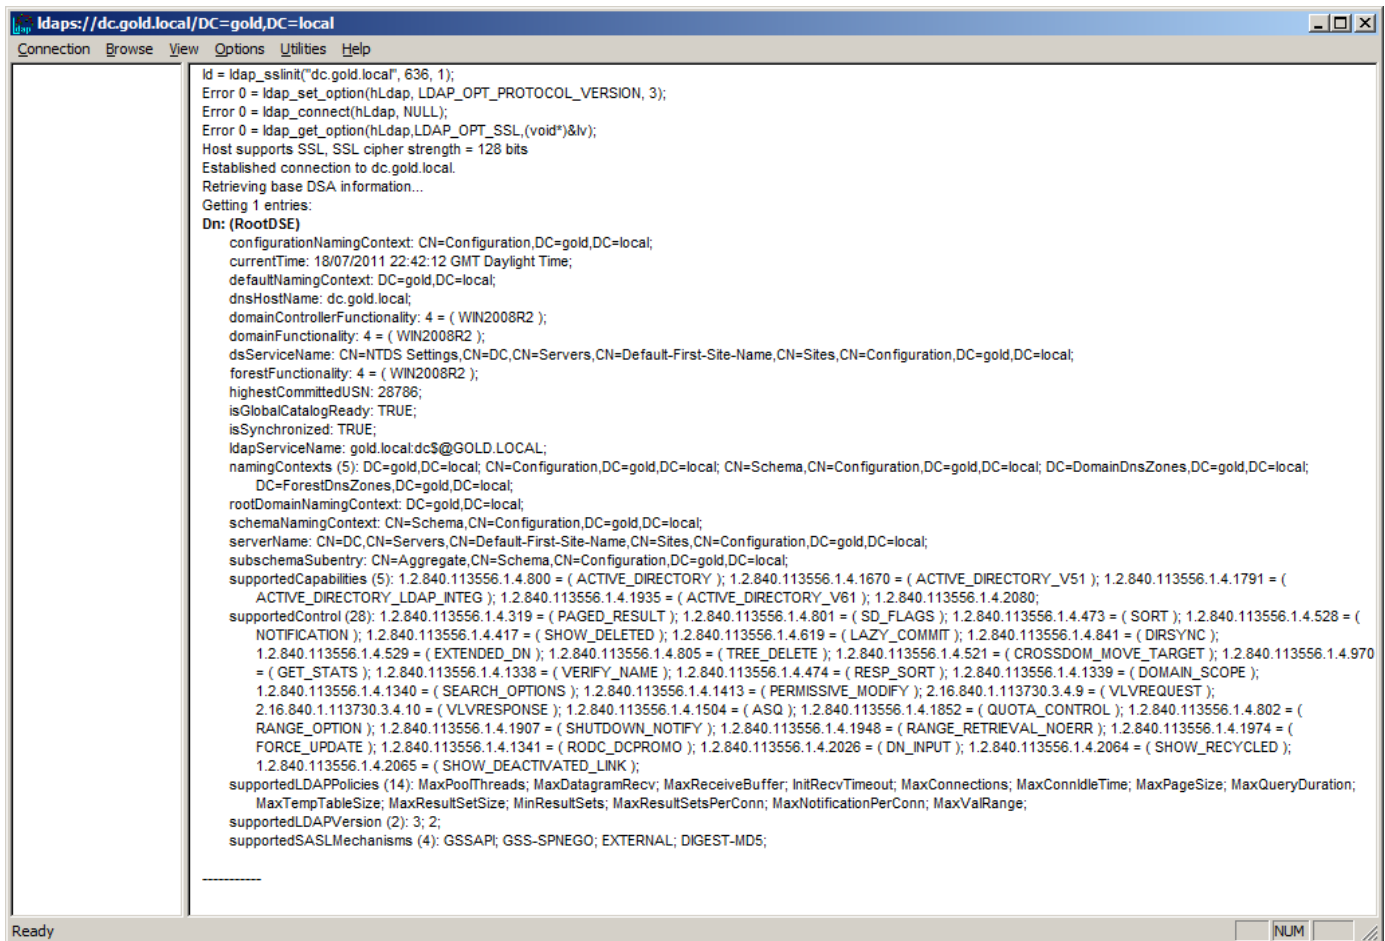 ldaps://dc.gold.local/DC=gold,DC=local
Connection Browse View Options Utilities Help
ld = ldap_sslinit("dc.gold.local", 636, 1);
Error 0 = ldap_set_option(hLdap, LDAP_OPT_PROTOCOL_VERSION, 3);
Error 0 = ldap_connect(hLdap, NULL);
Error 0 = ldap_get_option(hLdap,LDAP_OPT_SSL,(void*)&lv);
Host supports SSL, SSL cipher strength = 128 bits
Established connection to dc.gold.local.
Retrieving base DSA information...
Getting 1 entries:
Dn: (RootDSE)
configurationNamingContext: CN=Configuration,DC=gold,DC=local;
currentTime: 18/07/2011 22:42:12 GMT Daylight Time;
defaultNamingContext: DC=gold,DC=local;
dnsHostName: dc.gold.local;
domainControllerFunctionality: 4 = ( WIN2008R2 );
domainFunctionality: 4 = ( WIN2008R2 );
dsServiceName: CN=NTDS Settings,CN=DC,CN=Servers,CN=Default-First-Site-Name,CN=Sites,CN=Configuration,DC=gold,DC=local;
forestFunctionality: 4 = ( WIN2008R2 );
highestCommittedUSN: 28786;
isGlobalCatalogReady: TRUE;
isSynchronized: TRUE;
ldapServiceName: gold.local:dc$@GOLD.LOCAL;
namingContexts (5): DC=gold,DC=local; CN=Configuration,DC=gold,DC=local; CN=Schema,CN=Configuration,DC=gold,DC=local; DC=DomainDnsZones,DC=gold,DC=local;
DC=ForestDnsZones,DC=gold,DC=local;
rootDomainNamingContext: DC=gold,DC=local;
schemaNamingContext: CN=Schema,CN=Configuration,DC=gold,DC=local;
serverName: CN=DC,CN=Servers,CN=Default-First-Site-Name,CN=Sites,CN=Configuration,DC=gold,DC=local;
subschemaSubentry: CN=Aggregate,CN=Schema,CN=Configuration,DC=gold,DC=local;
supportedCapabilities (5): 1.2.840.113556.1.4.800 = ( ACTIVE_DIRECTORY ); 1.2.840.113556.1.4.1670 = ( ACTIVE_DIRECTORY_V51 ); 1.2.840.113556.1.4.1791 = (
ACTIVE_DIRECTORY_LDAP_INTEG ); 1.2.840.113556.1.4.1935 = ( ACTIVE_DIRECTORY_V61 ); 1.2.840.113556.1.4.2080;
supportedControl (28): 1.2.840.113556.1.4.319 = ( PAGED_RESULT ); 1.2.840.113556.1.4.801 = ( SD_FLAGS ); 1.2.840.113556.1.4.473 = ( SORT ); 1.2.840.113556.1.4.528 = (
NOTIFICATION ); 1.2.840.113556.1.4.417 = ( SHOW_DELETED ); 1.2.840.113556.1.4.619 = ( LAZY_COMMIT ); 1.2.840.113556.1.4.841 = ( DIRSYNC );
1.2.840.113556.1.4.529 = ( EXTENDED_DN ); 1.2.840.113556.1.4.805 = ( TREE_DELETE ); 1.2.840.113556.1.4.521 = ( CROSSDOM_MOVE_TARGET ); 1.2.840.113556.1.4.970
= ( GET_STATS ); 1.2.840.113556.1.4.1338 = ( VERIFY_NAME ); 1.2.840.113556.1.4.474 = ( RESP_SORT ); 1.2.840.113556.1.4.1339 = ( DOMAIN_SCOPE );
1.2.840.113556.1.4.1340 = ( SEARCH_OPTIONS ); 1.2.840.113556.1.4.1413 = ( PERMISSIVE_MODIFY ); 2.16.840.1.113730.3.4.9 = ( VLVREQUEST );
2.16.840.1.113730.3.4.10 = ( VLVRESPONSE ); 1.2.840.113556.1.4.1504 = ( ASQ ); 1.2.840.113556.1.4.1852 = ( QUOTA_CONTROL ); 1.2.840.113556.1.4.802 = (
RANGE_OPTION ); 1.2.840.113556.1.4.1907 = ( SHUTDOWN_NOTIFY ); 1.2.840.113556.1.4.1948 = ( RANGE_RETRIEVAL_NOERR ); 1.2.840.113556.1.4.1974 = (
FORCE_UPDATE ); 1.2.840.113556.1.4.1341 = ( RODC_DCPROMO ); 1.2.840.113556.1.4.2026 = ( DN_INPUT ); 1.2.840.113556.1.4.2064 = ( SHOW_RECYCLED );
1.2.840.113556.1.4.2065 = ( SHOW_DEACTIVATED_LINK );
supportedLDAPPolicies (14): MaxPoolThreads; MaxDatagramRecv; MaxReceiveBuffer; InitRecvTimeout; MaxConnections; MaxConnIdleTime; MaxPageSize; MaxQueryDuration;
MaxTempTableSize; MaxResultSetSize; MinResultSets; MaxResultSetsPerConn; MaxNotificationPerConn; MaxValRange;
supportedLDAPVersion (2): 3; 2;
supportedSASLMechanisms (4): GSSAPI; GSS-SPNEGO; EXTERNAL; DIGEST-MD5;
-----------
Ready NUM